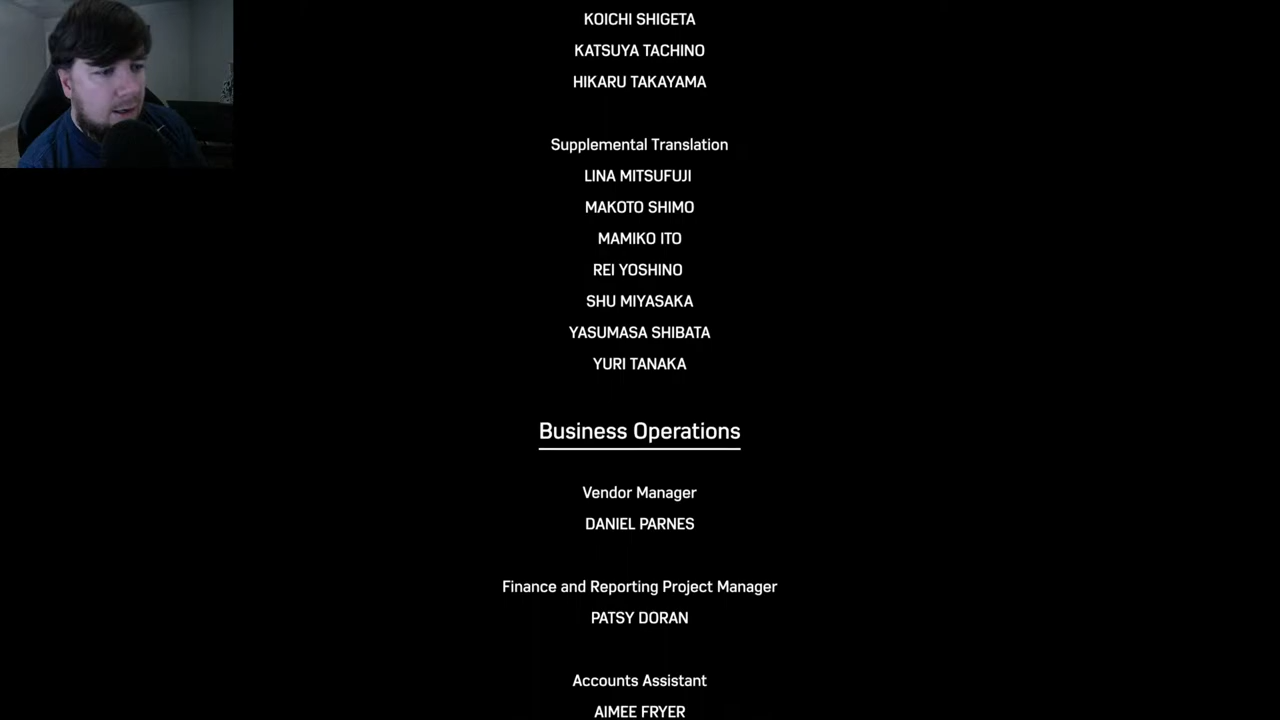 KOICHI SHIGETA
KATSUYA TACHINO
HIKARU TAKAYAMA
Supplemental Translation
LINA MITSUFUJI
MAKOTO SHIMO
MAMIKO ITO
REI YOSHINO
SHU MIYASAKA
YASUMASA SHIBATA
YURI TANAKA
Business Operations
Vendor Manager
DANIEL PARNES
Finance and Reporting Project Manager
PATSY DORAN
Accounts Assistant
AIMEE FRYER